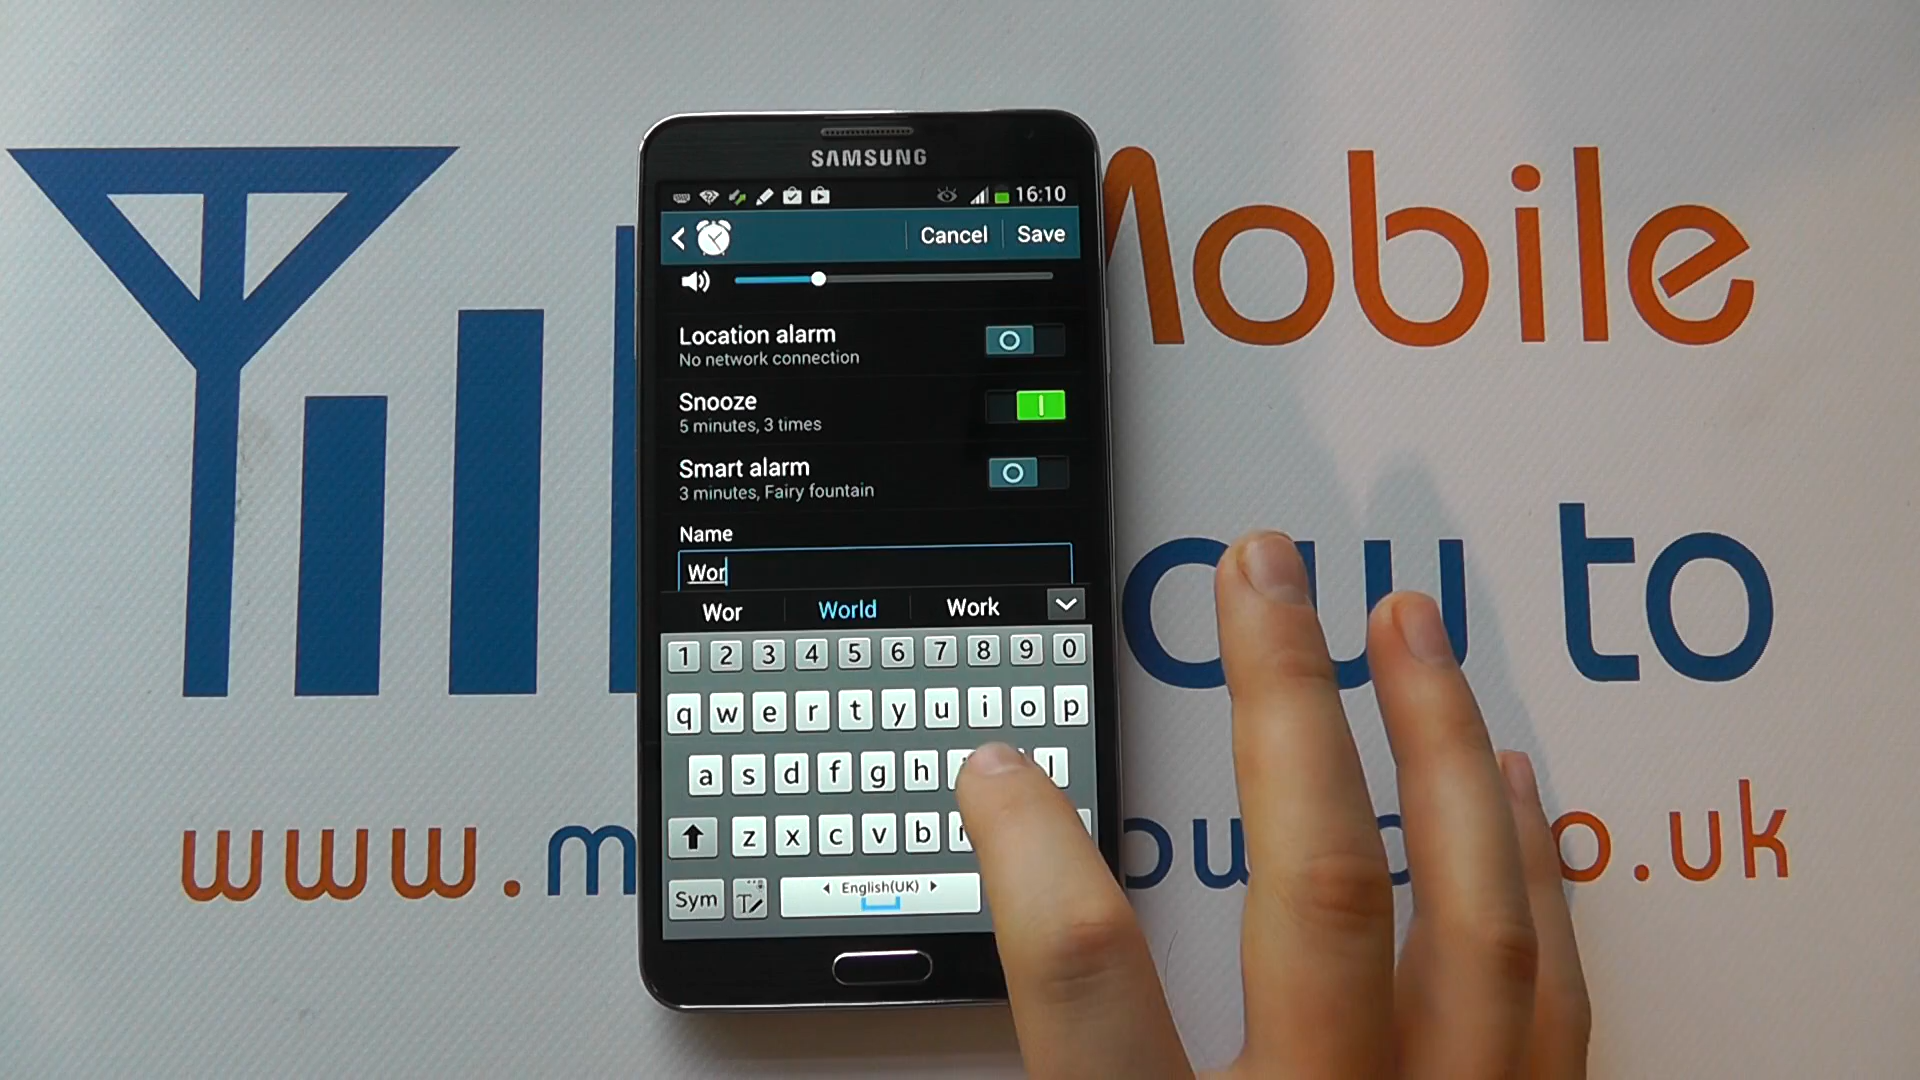 Mobile
to
www.
o.uk
SAMSUNG
16:10
Cancel Save
Location alarm
No network connection
Snooze
5 minutes, 3 times
Smart alarm
3 minutes, Fairy fountain
Name
Wor
Wor World Work
1 2 3 4 5 6 7 8 9 0
q w e r t y u i o p
a s d f g h l
z x c v b
Sym English(UK)